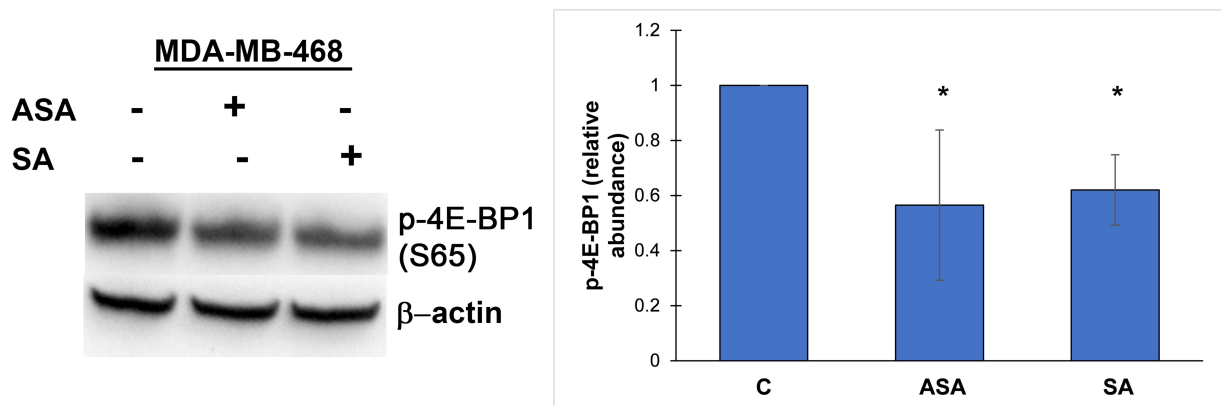 MDA-MB-468
ASA - + -
SA - - +
p-4E-BP1
(S65)
β–actin
p-4E-BP1 (relative
abundance)
1.2
1
0.8
0.6
0.4
0.2
0
* *
C ASA SA